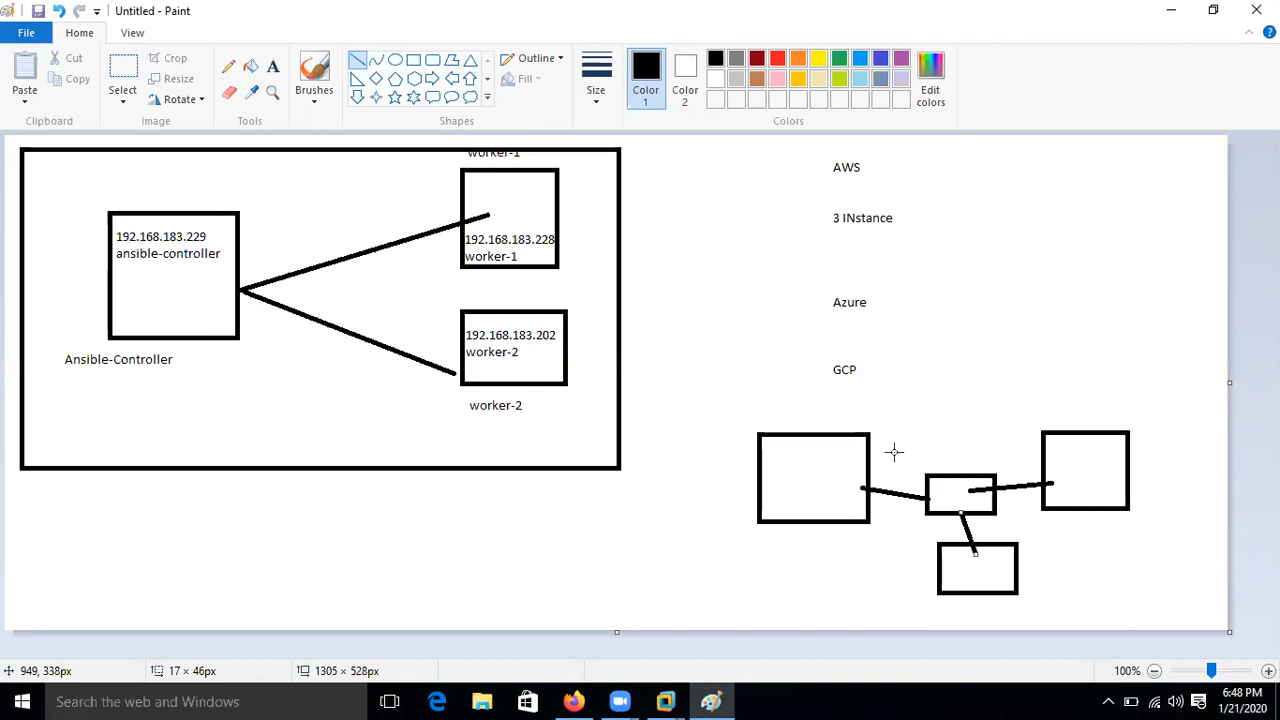 Untitled - Paint
File
Home
View
Paste
Cut
Copy
Clipboard
Select
Crop
Resize
Rotate
Image
A
Tools
Brushes
Shapes
Outline
Fill
Size
Color
1
Color
2
Edit
colors
Colors
worker-1
192.168.183.229
ansible-controller
Ansible-Controller
192.168.183.228
worker-1
192.168.183.202
worker-2
worker-2
AWS
3 INstance
Azure
GCP
949, 338px
17 × 46px
1305 × 528px
100%
Search the web and Windows
6:48 PM
1/21/2020